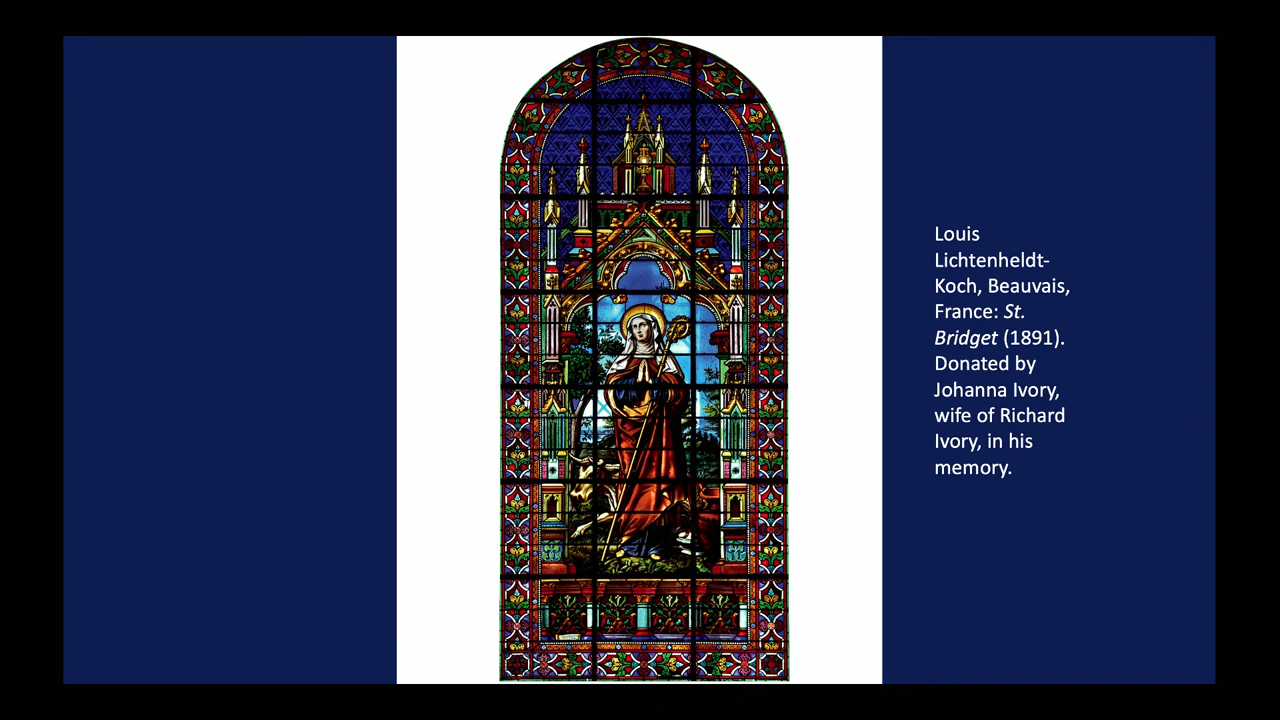 Louis
Lichtenheldt-
Koch, Beauvais,
France: St.
Bridget (1891).
Donated by
Johanna Ivory,
wife of Richard
Ivory, in his
memory.